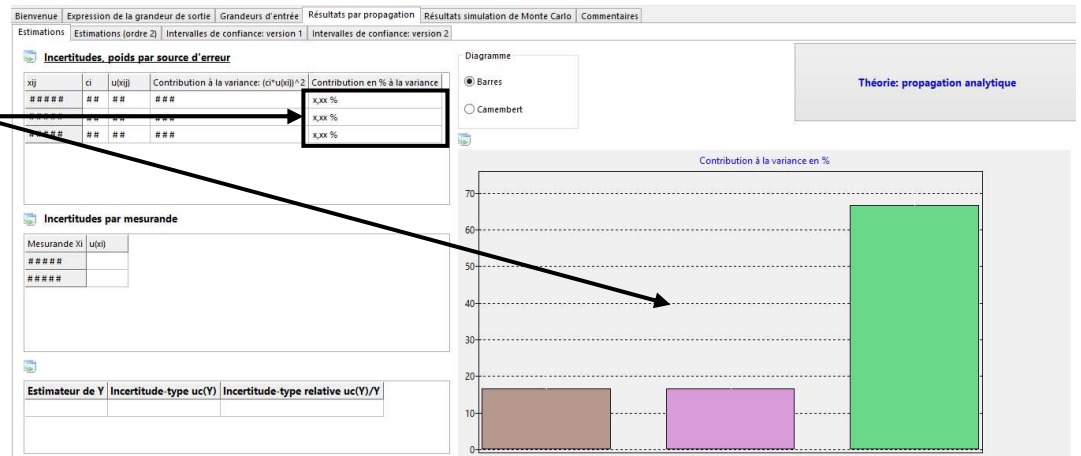 Bienvenue Expression de la grandeur de sortie Grandeurs d'entrée Résultats par propagation Résultats simulation de Monte Carlo Commentaires
Estimations Estimations (ordre 2) Intervalles de confiance: version 1 Intervalles de confiance: version 2
Incertitudes, poids par source d'erreur
xij ci u(xij) Contribution à la variance: (ci*u(xi))^2 Contribution en % à la variance
##### ## ## ### x,xx %
##### ## ## ### x,xx %
##### ## ## ### x,xx %
Incertitudes par mesurande
Mesurande Xi u(xi)
#####
#####
Estimateur de Y Incertitude-type uc(Y) Incertitude-type relative uc(Y)/Y
Diagramme
Barres
Camembert
Théorie: propagation analytique
Contribution à la variance en %
70
60
50
40
30
20
10
0